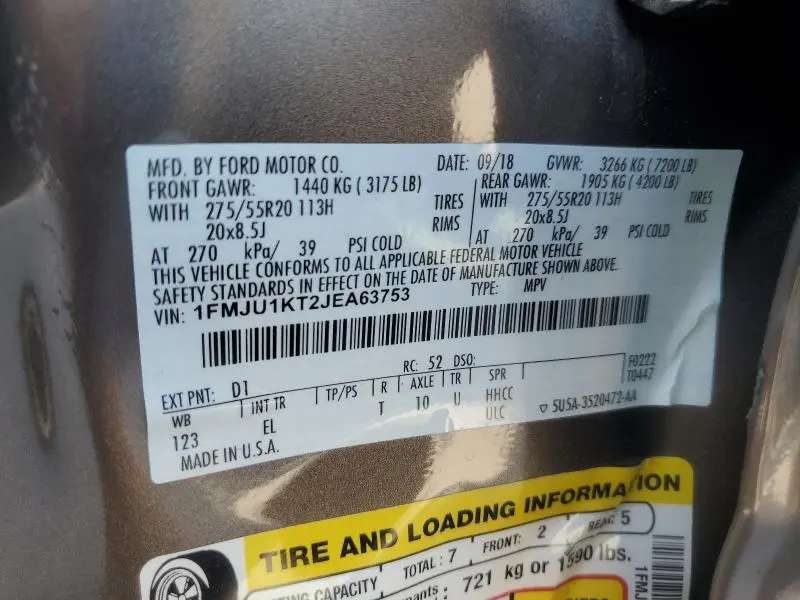 MFD. BY FORD MOTOR CO. DATE: 09/18 GVWR: 3266 KG (7200 LB)
FRONT GAWR: 1440 KG (3175 LB) REAR GAWR: 1905 KG (4200 LB)
WITH 275/55R20 113H TIRES WITH 275/55R20 113H TIRES
20x8.5J RIMS 20x8.5J RIMS
AT 270 kPa/ 39 PSI COLD AT 270 kPa/ 39 PSI COLD
THIS VEHICLE CONFORMS TO ALL APPLICABLE FEDERAL MOTOR VEHICLE
SAFETY STANDARDS IN EFFECT ON THE DATE OF MANUFACTURE SHOWN ABOVE.
VIN: 1FMJU1KT2JEA63753 TYPE: MPV
EXT PNT: D1 RC: 52 DSO: F0222
T0447
WB INT TR TP/PS R AXLE TR SPR
123 EL T 10 U HHCC
ULC ▽ 5U5A-3520472-AA
MADE IN U.S.A.
TIRE AND LOADING INFORMATION
SEATING CAPACITY TOTAL: 7 FRONT: 2 REAR: 5
721 kg or 1590 lbs.
1FMJ